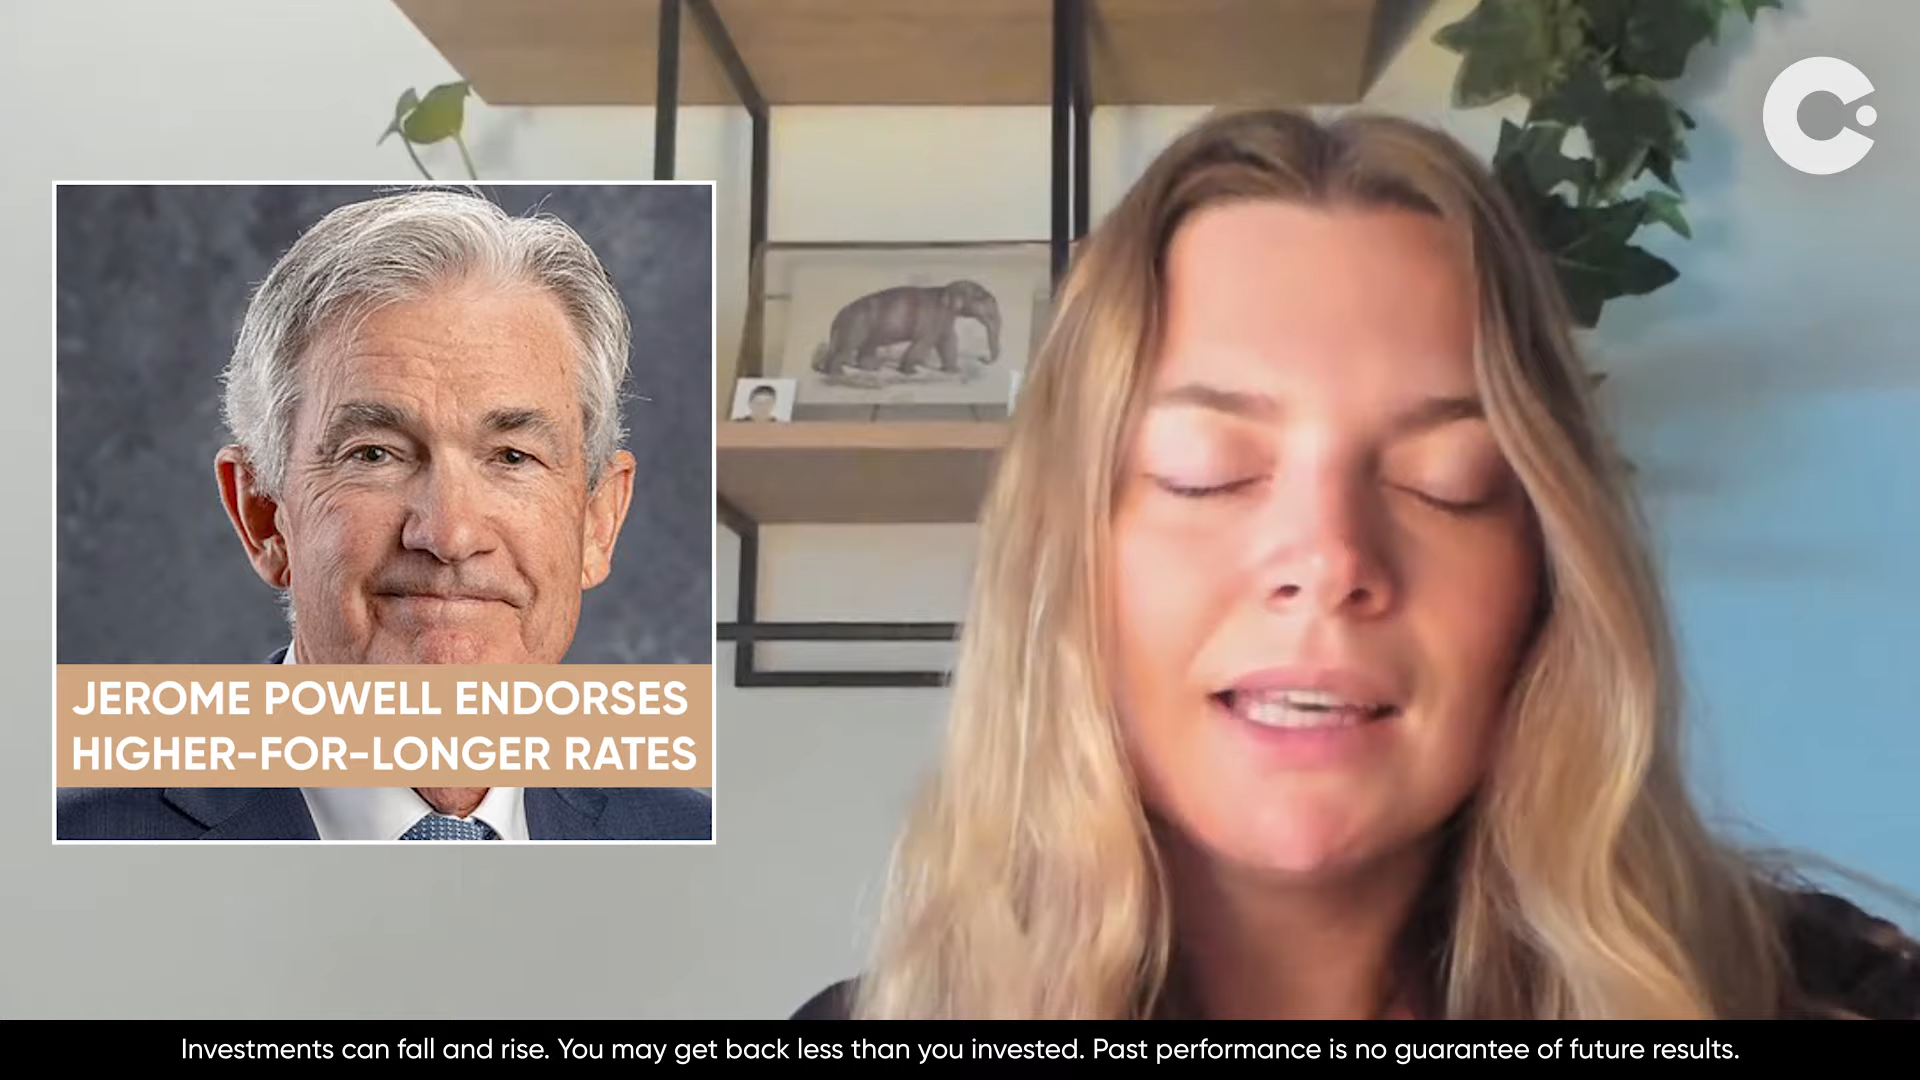 JEROME POWELL ENDORSES
HIGHER-FOR-LONGER RATES
Investments can fall and rise. You may get back less than you invested. Past performance is no guarantee of future results.